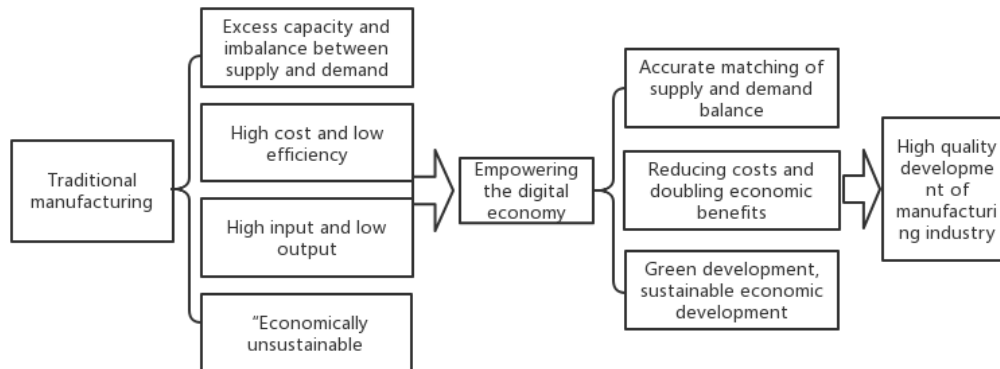 Traditional
manufacturing
Excess capacity and
imbalance between
supply and demand
High cost and low
efficiency
High input and low
output
"Economically
unsustainable
Empowering
the digital
economy
Accurate matching of
supply and demand
balance
Reducing costs and
doubling economic
benefits
Green development,
sustainable economic
development
High quality
developme
nt of
manufacturi
ng industry